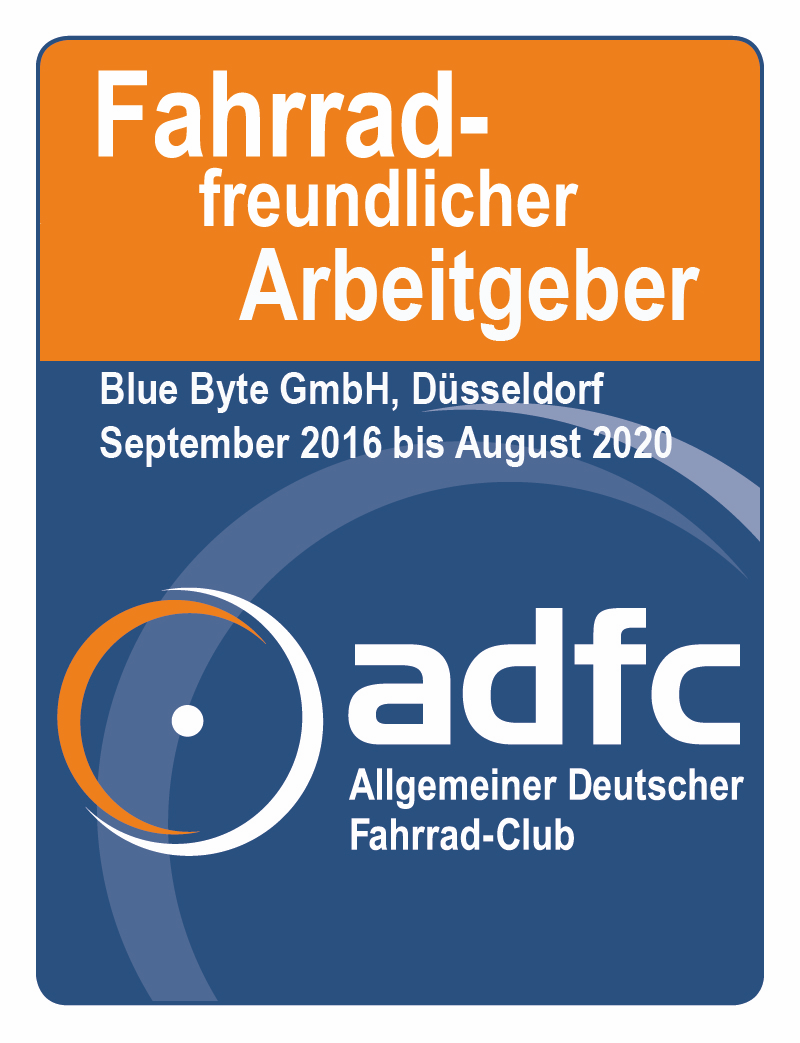 Fahrrad-
freundlicher
Arbeitgeber
Blue Byte GmbH, Düsseldorf
September 2016 bis August 2020
adfc
Allgemeiner Deutscher
Fahrrad-Club